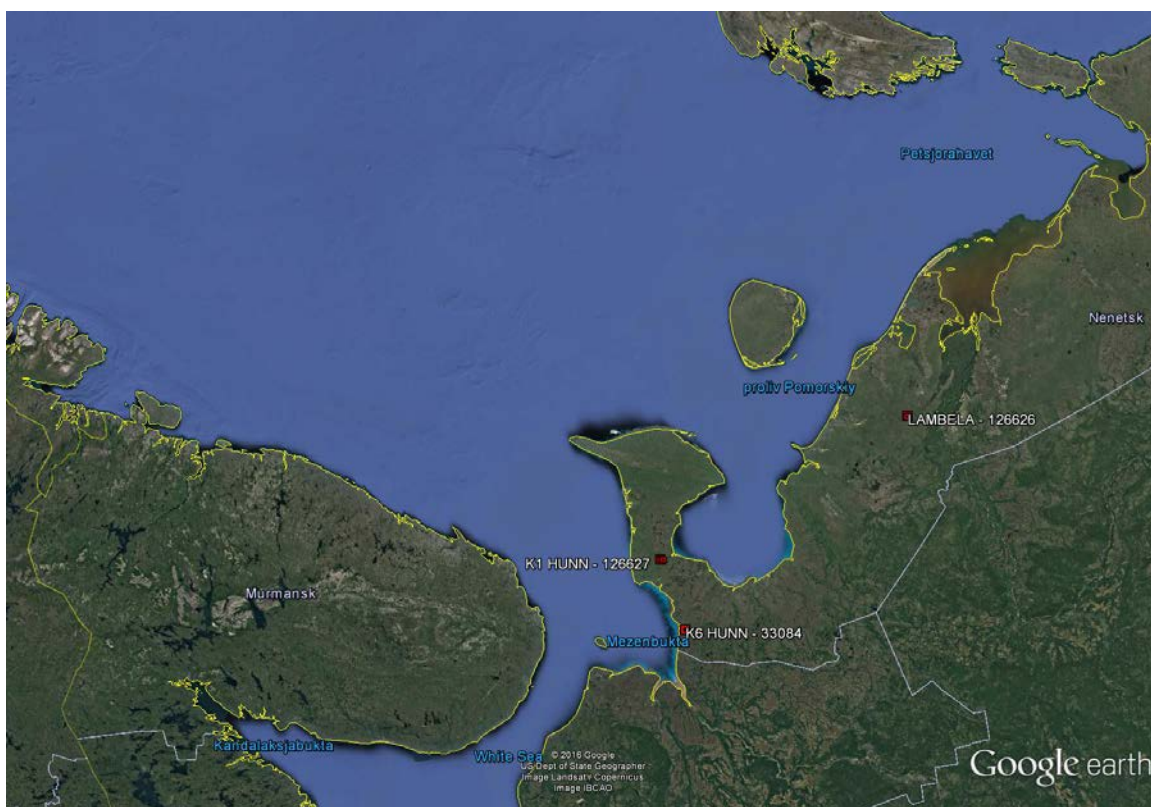 Petsjorahavet
Nenetsk
proliv Pomorskiy
LAMBELA - 126626
K1 HUNN - 126627
Murmansk
K6 HUNN - 33084
Mezenbukta
Kandalaksjabukta
White Sea
© 2016 Google
US Dept of State Geographer
Image Landsat / Copernicus
Image IBCAO
Google earth